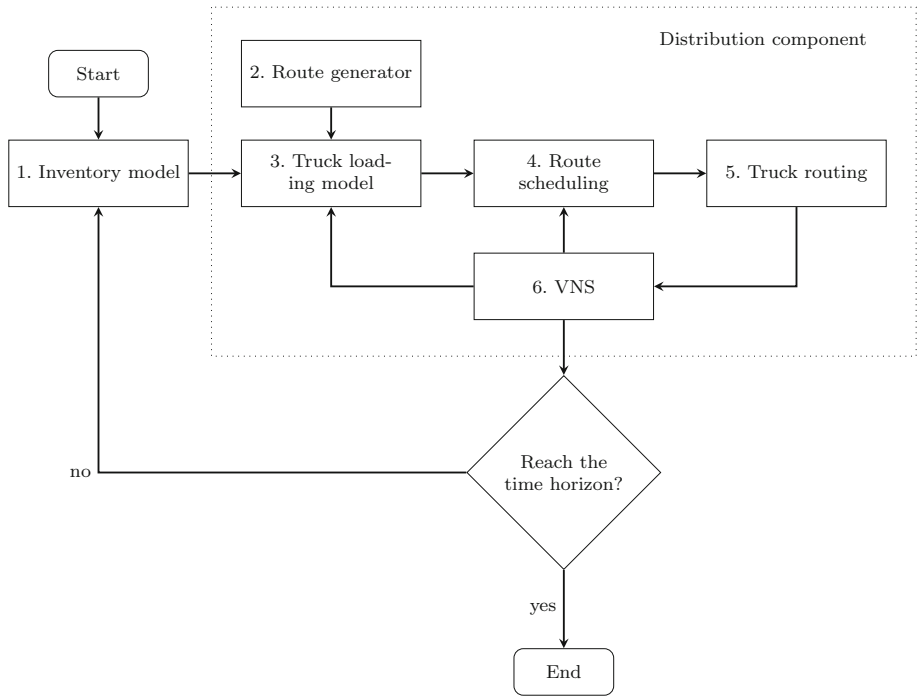 Distribution component
Start
2. Route generator
1. Inventory model
3. Truck load-
ing model
4. Route
scheduling
5. Truck routing
6. VNS
Reach the
time horizon?
no
yes
End